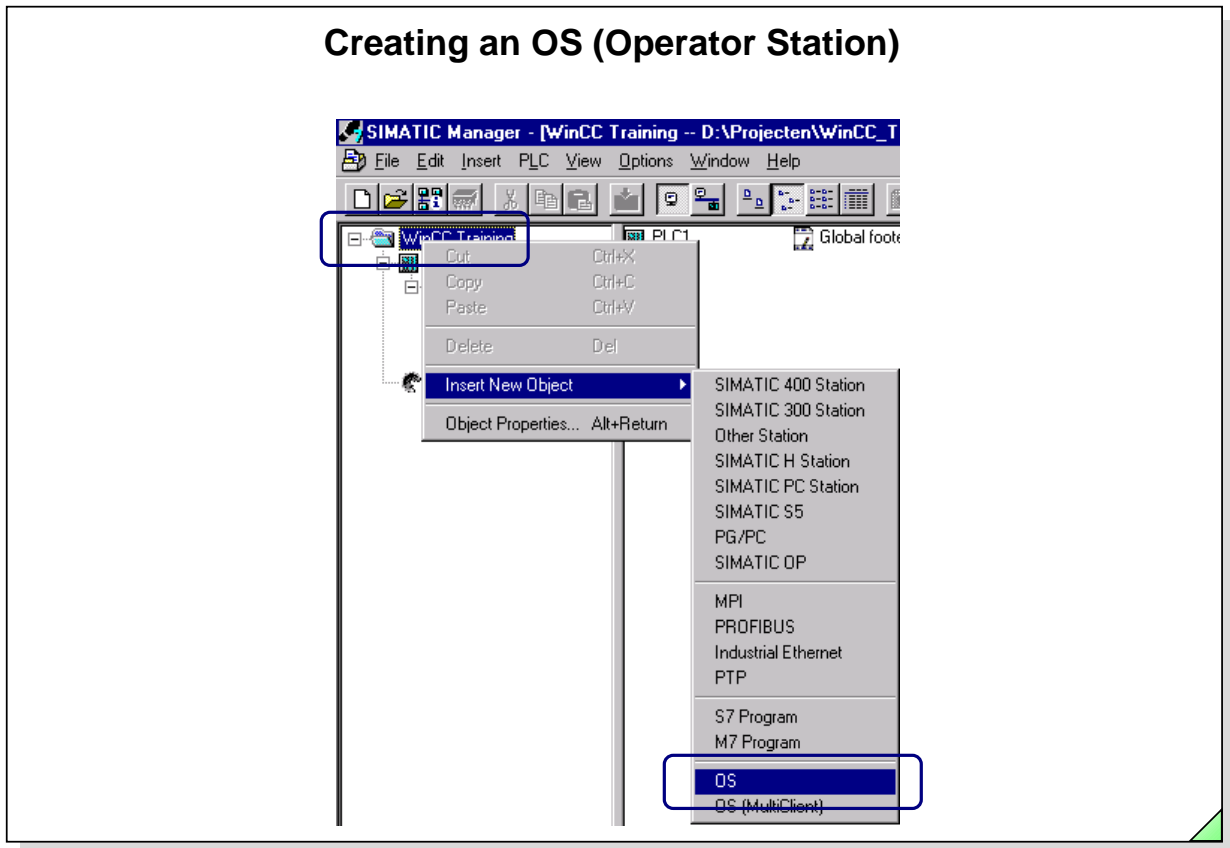 Creating an OS (Operator Station)
SIMATIC Manager - [WinCC Training -- D:\Projecten\WinCC_T
File Edit Insert PLC View Options Window Help
WinCC Training
PLC1
Global foote
Cut Ctrl+X
Copy Ctrl+C
Paste Ctrl+V
Delete Del
Insert New Object
Object Properties... Alt+Return
SIMATIC 400 Station
SIMATIC 300 Station
Other Station
SIMATIC H Station
SIMATIC PC Station
SIMATIC S5
PG/PC
SIMATIC OP
MPI
PROFIBUS
Industrial Ethernet
PTP
S7 Program
M7 Program
OS
OS (MultiClient)